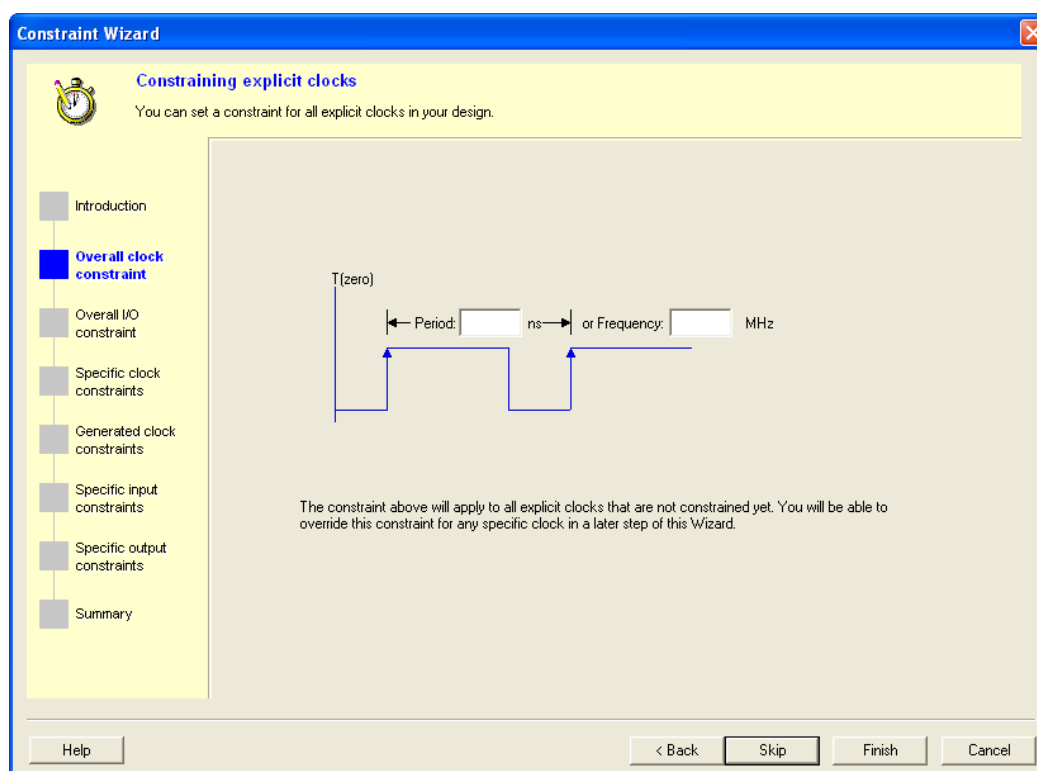 Constraint Wizard
Constraining explicit clocks
You can set a constraint for all explicit clocks in your design.
Introduction
Overall clock
constraint
Overall I/O
constraint
Specific clock
constraints
Generated clock
constraints
Specific input
constraints
Specific output
constraints
Summary
T(zero)
Period: ns or Frequency: MHz
The constraint above will apply to all explicit clocks that are not constrained yet. You will be able to
override this constraint for any specific clock in a later step of this Wizard.
Help < Back Skip Finish Cancel